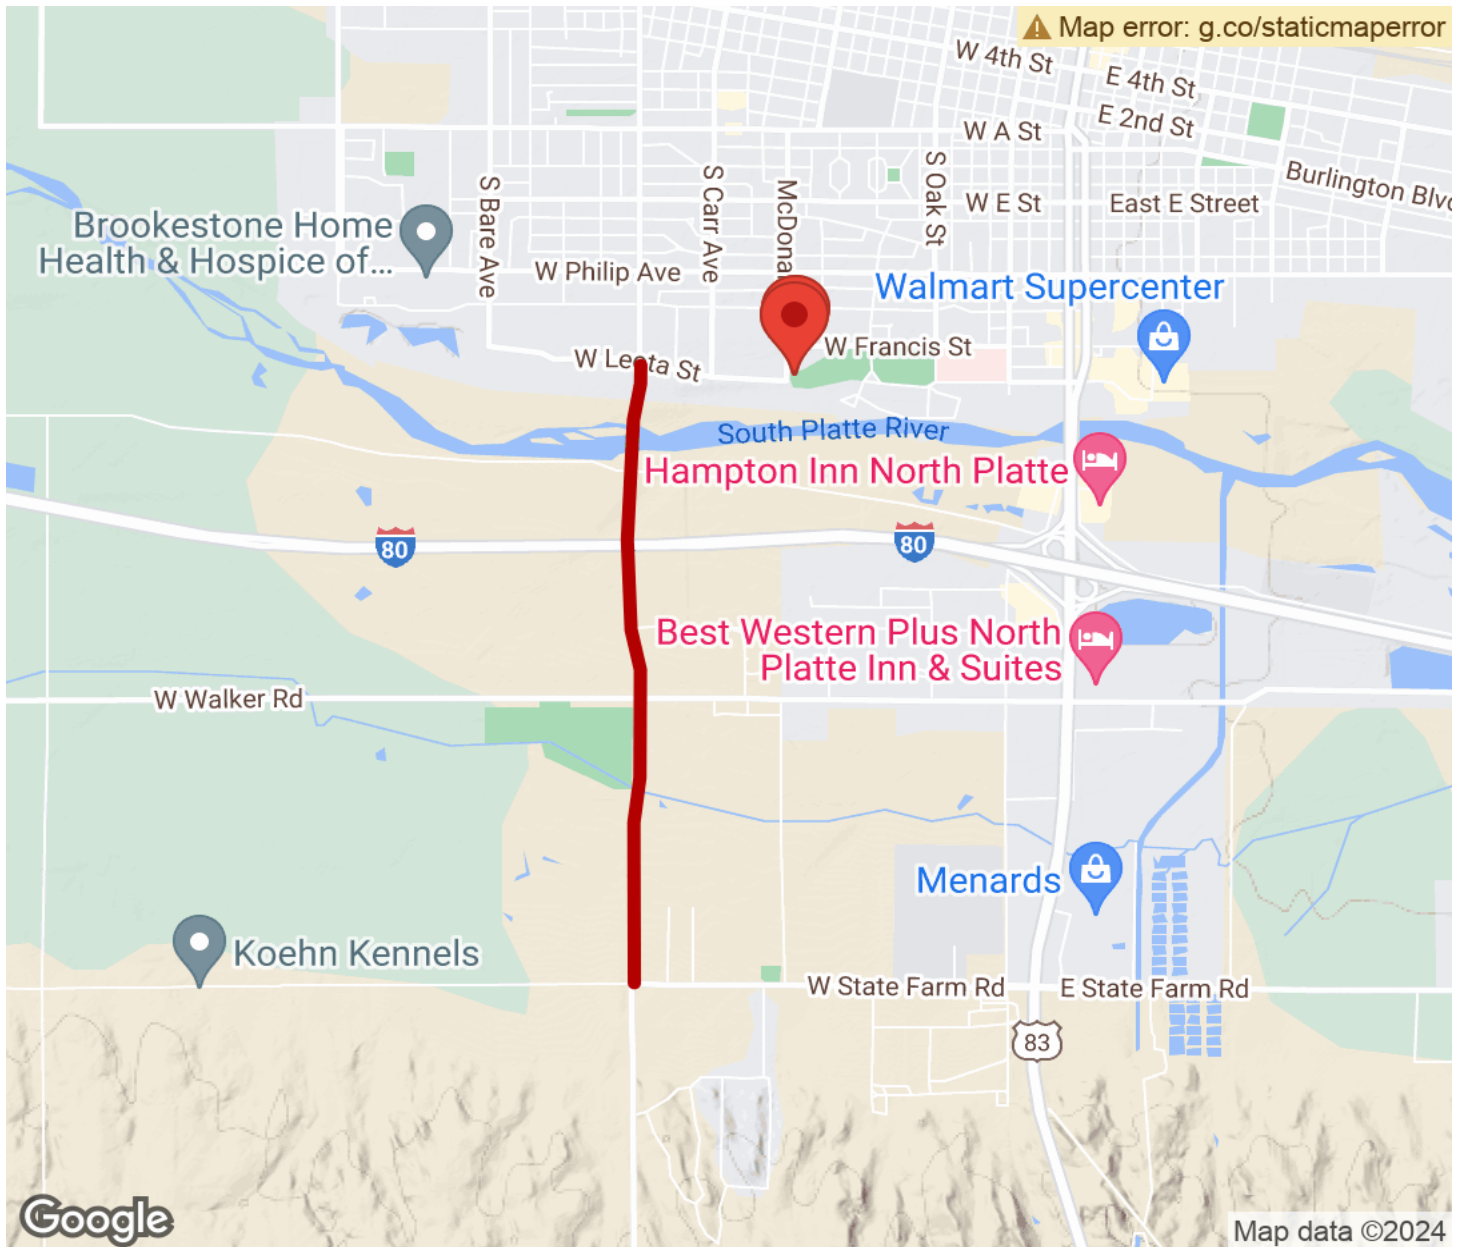 Map error: g.co/staticmaperror
W 4th St
E 4th St
E 2nd St
W A St
Burlington Blv
S Bare Ave
S Carr Ave
McDona
S Oak St
W E St
East E Street
Brookestone Home
Health & Hospice of...
W Philip Ave
Walmart Supercenter
W Francis St
W Leota St
South Platte River
Hampton Inn North Platte
80
80
Best Western Plus North
Platte Inn & Suites
W Walker Rd
Menards
Koehn Kennels
W State Farm Rd
E State Farm Rd
83
Google
Map data ©2024